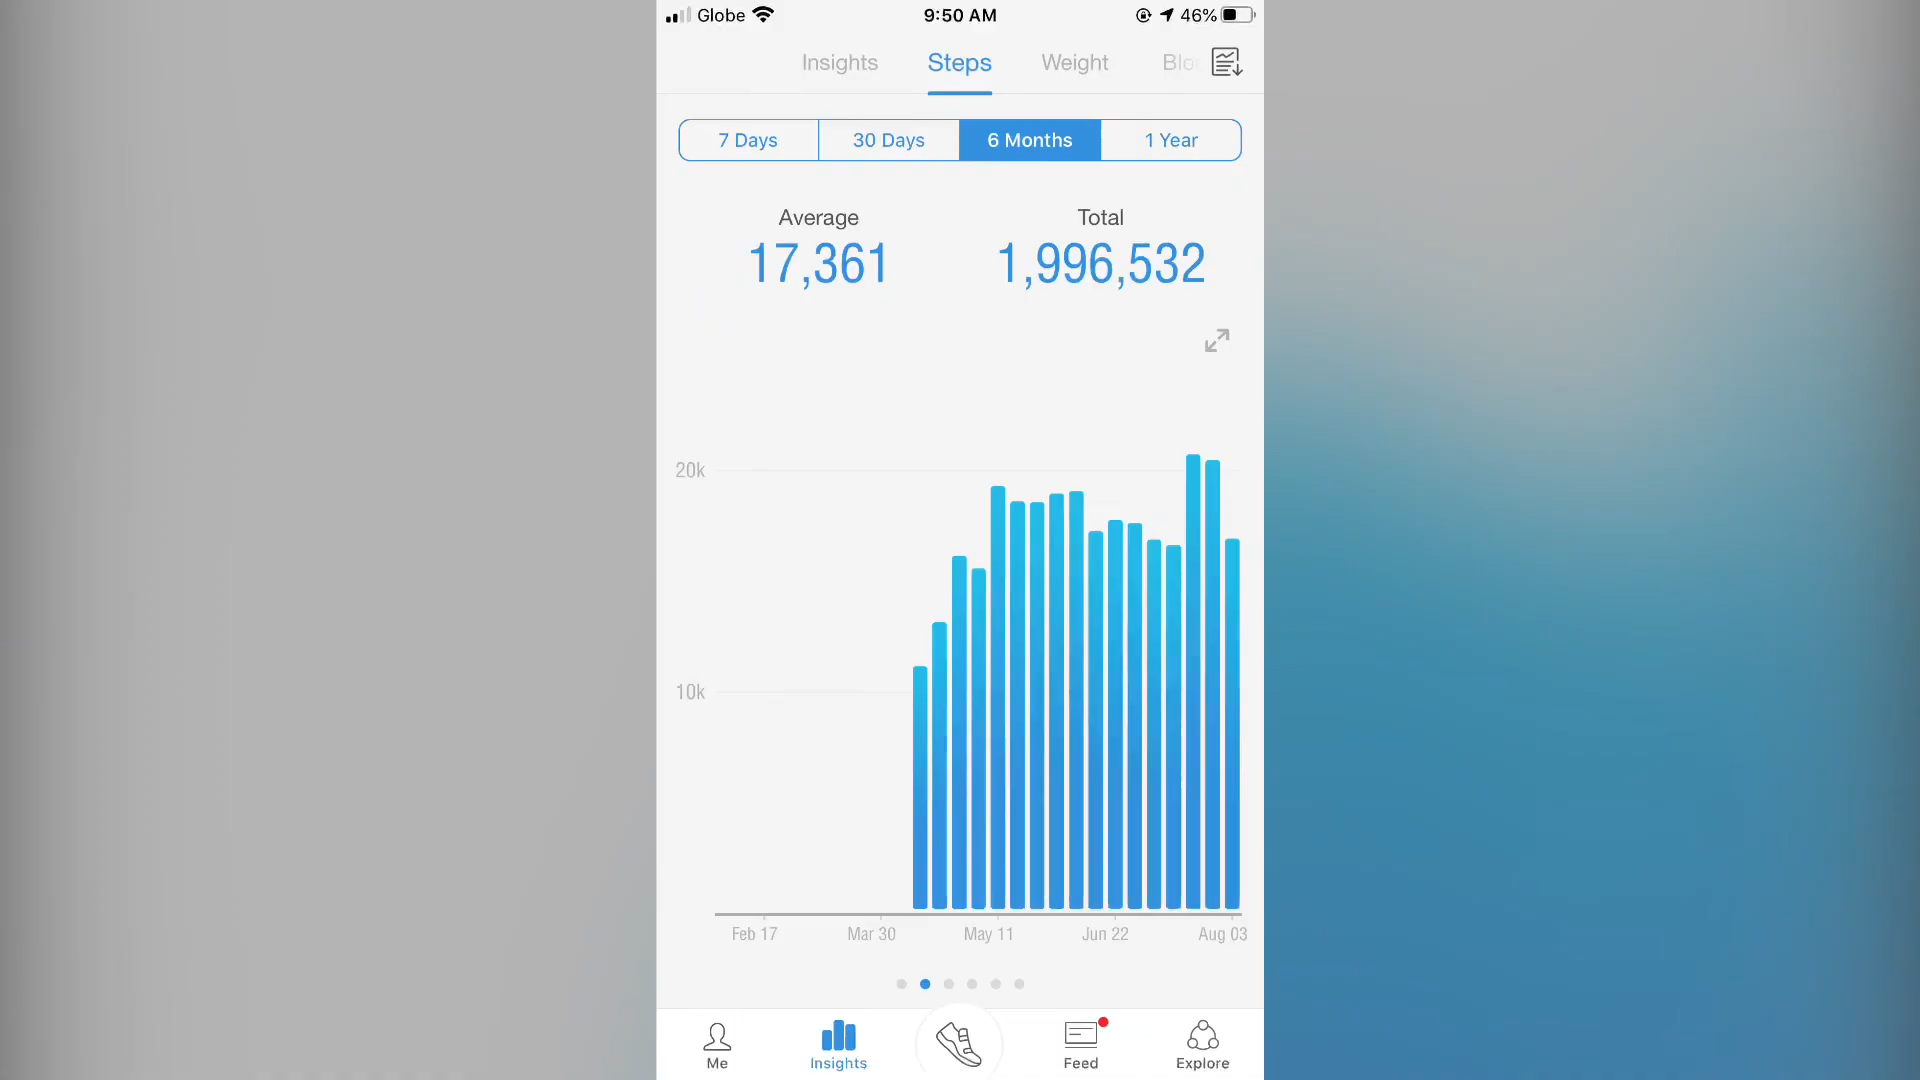 Globe 9:50 AM 46%
Insights Steps Weight
7 Days 30 Days 6 Months 1 Year
Average Total
17,361 1,996,532
20k
10k
Feb 17 Mar 30 May 11 Jun 22 Aug 03
Me Insights Feed Explore